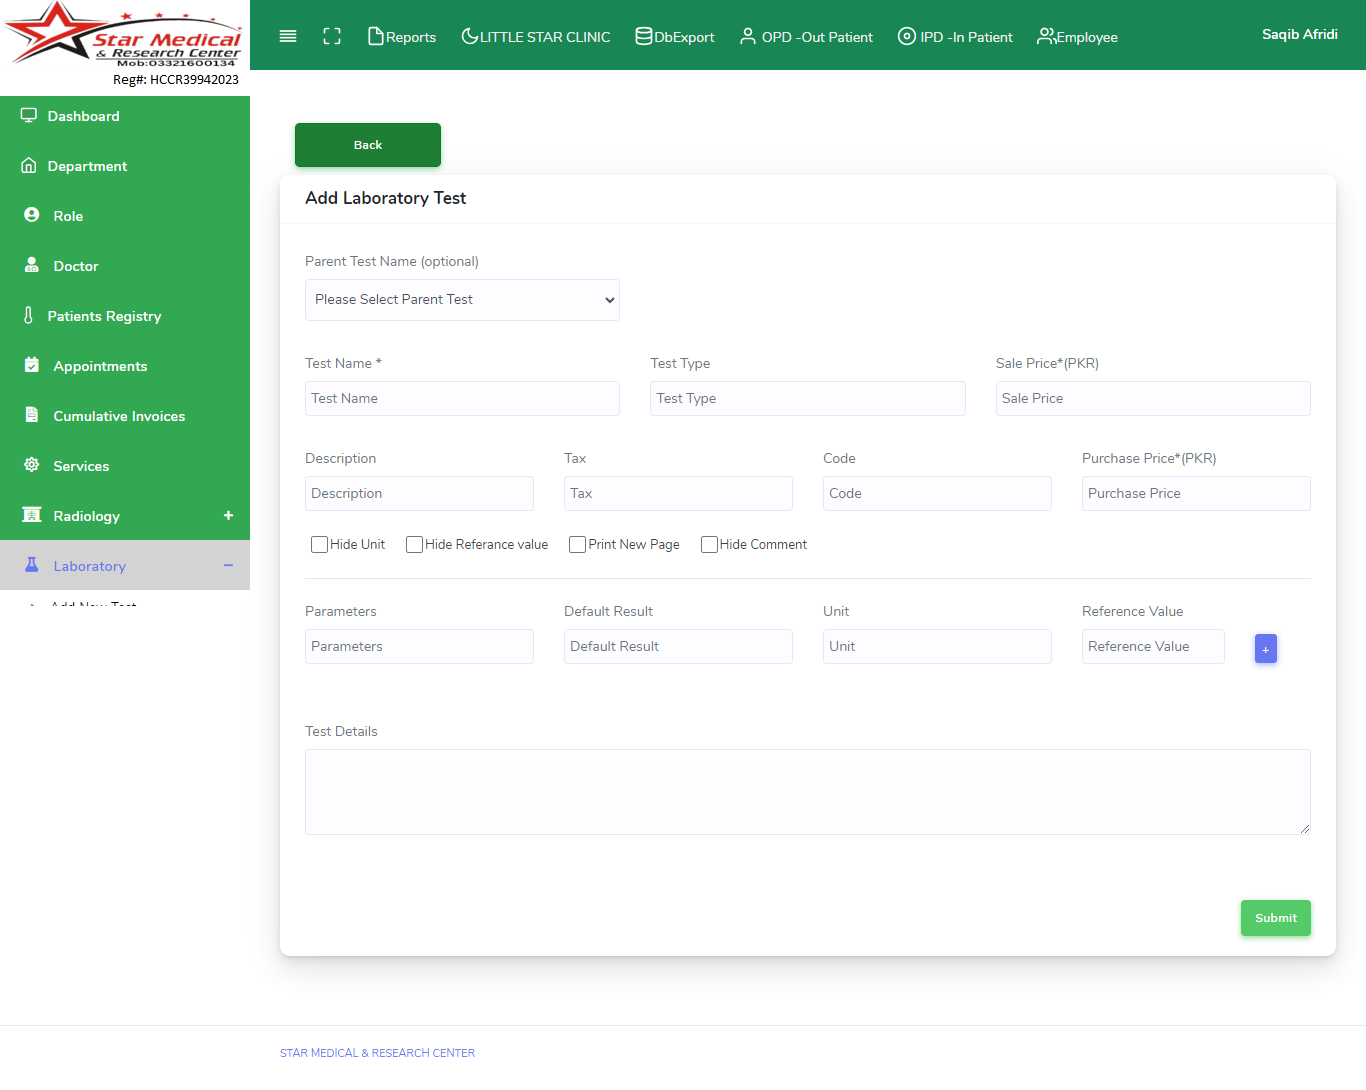 Star Medical
& Research Center
Mob:03321600134
Reg#: HCCR39942023
Reports
LITTLE STAR CLINIC
DbExport
OPD -Out Patient
IPD -In Patient
Employee
Saqib Afridi
Dashboard
Department
Role
Doctor
Patients Registry
Appointments
Cumulative Invoices
Services
Radiology +
Laboratory −
Add New Test
Back
Add Laboratory Test
Parent Test Name (optional)
Please Select Parent Test
Test Name * Test Type Sale Price*(PKR)
Test Name Test Type Sale Price
Description Tax Code Purchase Price*(PKR)
Description Tax Code Purchase Price
Hide Unit Hide Referance value Print New Page Hide Comment
Parameters Default Result Unit Reference Value
Parameters Default Result Unit Reference Value +
Test Details
Submit
STAR MEDICAL & RESEARCH CENTER